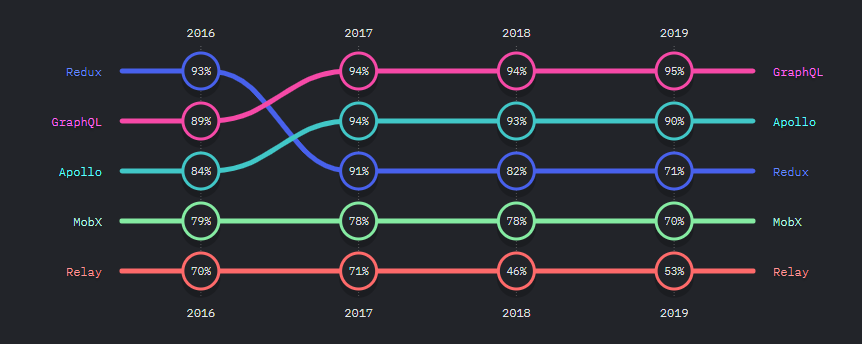 2016 2017 2018 2019
Redux 93% 94% 94% 95% GraphQL
GraphQL 89% 94% 93% 90% Apollo
Apollo 84% 91% 82% 71% Redux
MobX 79% 78% 78% 70% MobX
Relay 70% 71% 46% 53% Relay
2016 2017 2018 2019